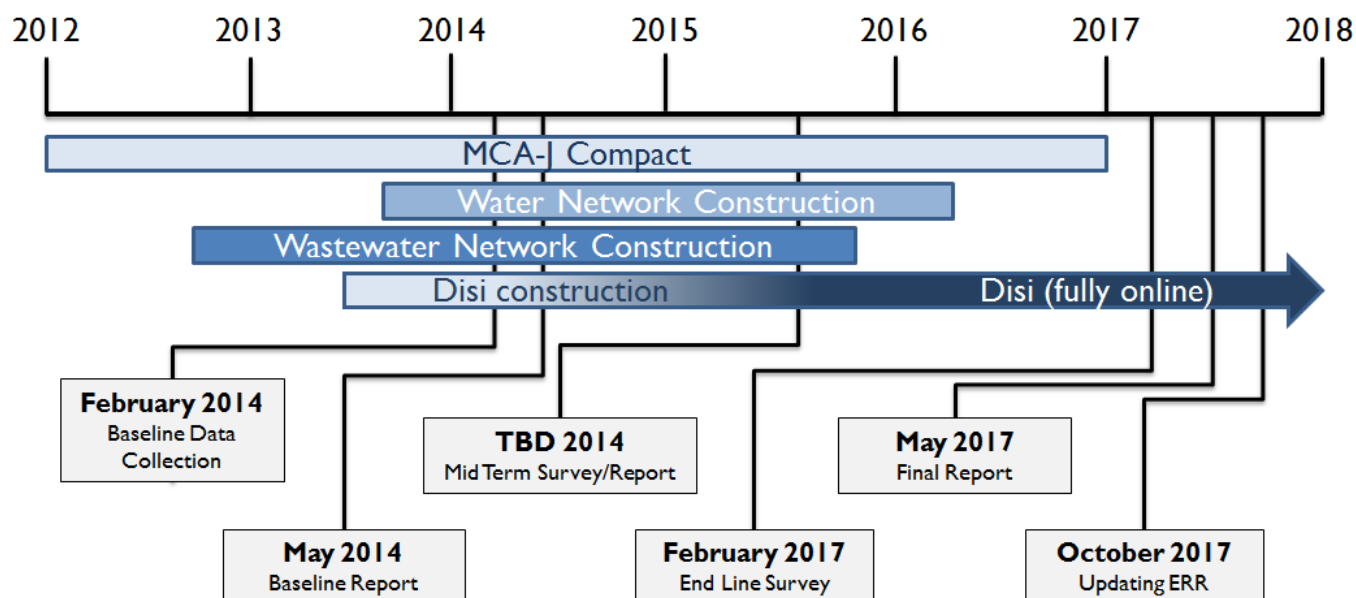 2012 2013 2014 2015 2016 2017 2018
MCA-J Compact
Water Network Construction
Wastewater Network Construction
Disi construction Disi (fully online)
February 2014
Baseline Data
Collection
TBD 2014
Mid Term Survey/Report
May 2017
Final Report
May 2014
Baseline Report
February 2017
End Line Survey
October 2017
Updating ERR